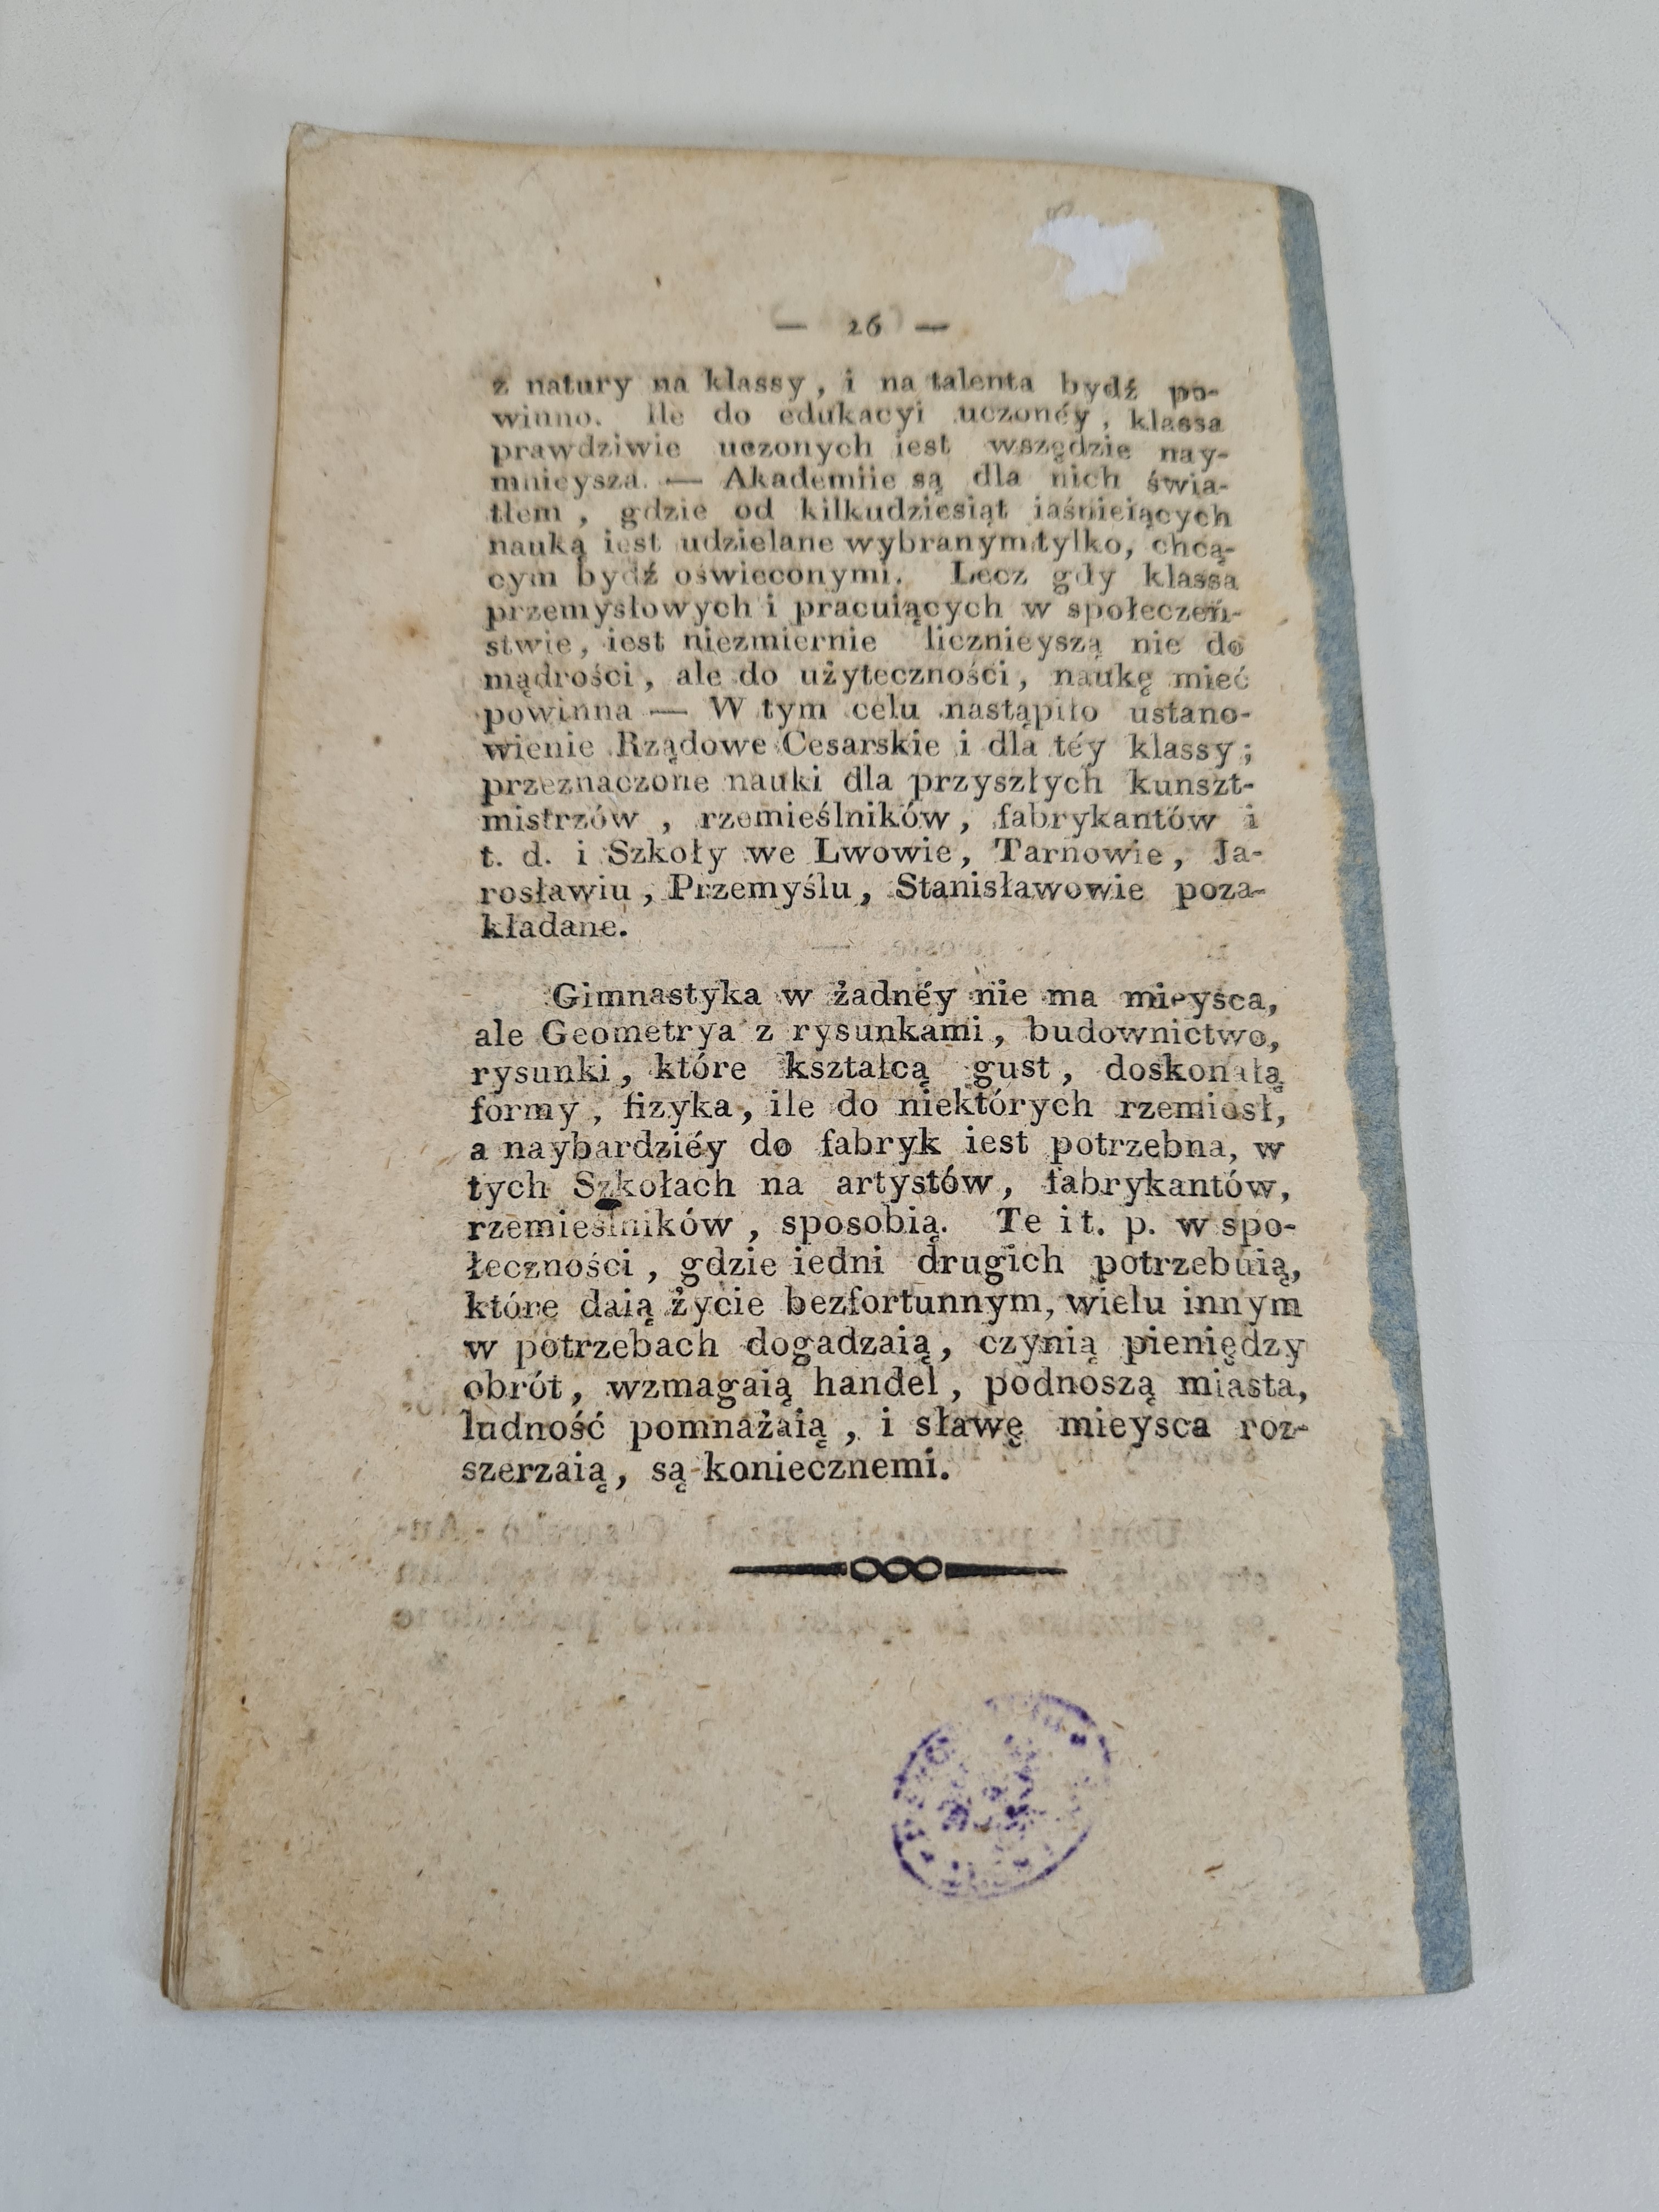 — 26 —
z natury na klassy, i na talenta bydź po-
winno. Ile do edukacyi uczonéy, klassa
prawdziwie uczonych iest wszędzie nay-
mnieysza. — Akademiie są dla nich świa-
tłem, gdzie od kilkudziesiąt iaśnieiących
nauką iest udzielane wybranym tylko, chcą-
cym bydź oświeconymi. Lecz gdy klassa
przemysłowych i pracuiących w społeczeń-
stwie, iest niezmiernie licznieyszą nie do
mądrości, ale do użyteczności, naukę mieć
powinna — W tym celu nastąpiło ustano-
wienie Rządowe Cesarskie i dla téy klassy;
przeznaczone nauki dla przyszłych kunszt-
mistrzów, rzemieślników, fabrykantów i
t. d. i Szkoły we Lwowie, Tarnowie, Ja-
rosławiu, Przemyślu, Stanisławowie poza-
kładane.
Gimnastyka w żadnéy nie ma mieysca,
ale Geometrya z rysunkami, budownictwo,
rysunki, które kształcą gust, doskonałą
formy, fizyka, ile do niektórych rzemiosł,
a naybardziéy do fabryk iest potrzebna, w
tych Szkołach na artystów, fabrykantów,
rzemieślników, sposobią. Te i t. p. w spo-
łeczności, gdzie iedni drugich potrzebuią,
które daią życie bezfortunnym, wielu innym
w potrzebach dogadzaią, czynią pieniędzy
obrót, wzmagaią handel, podnoszą miasta,
ludność pomnażaią, i sławę mieysca roz-
szerzaią, są koniecznemi.